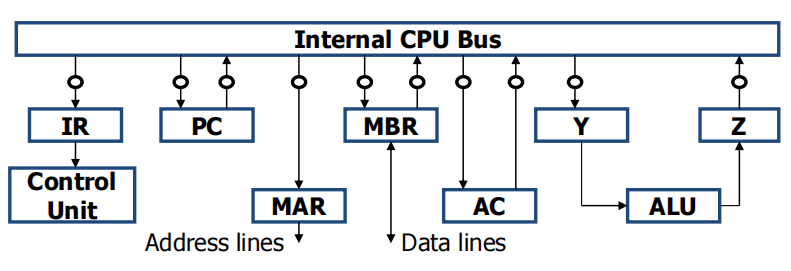 Internal CPU Bus
IR
PC
MBR
Y
Z
Control
Unit
MAR
AC
ALU
Address lines
Data lines